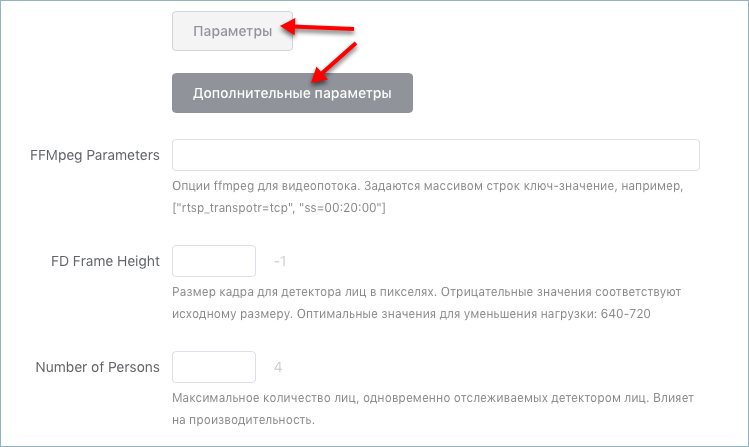 Параметры
Дополнительные параметры
FFMpeg Parameters
Опции ffmpeg для видеопотока. Задаются массивом строк ключ-значение, например,
["rtsp_transpotr=tcp", "ss=00:20:00"]
FD Frame Height
-1
Размер кадра для детектора лиц в пикселях. Отрицательные значения соответствуют
исходному размеру. Оптимальные значения для уменьшения нагрузки: 640-720
Number of Persons
4
Максимальное количество лиц, одновременно отслеживаемых детектором лиц. Влияет
на производительность.